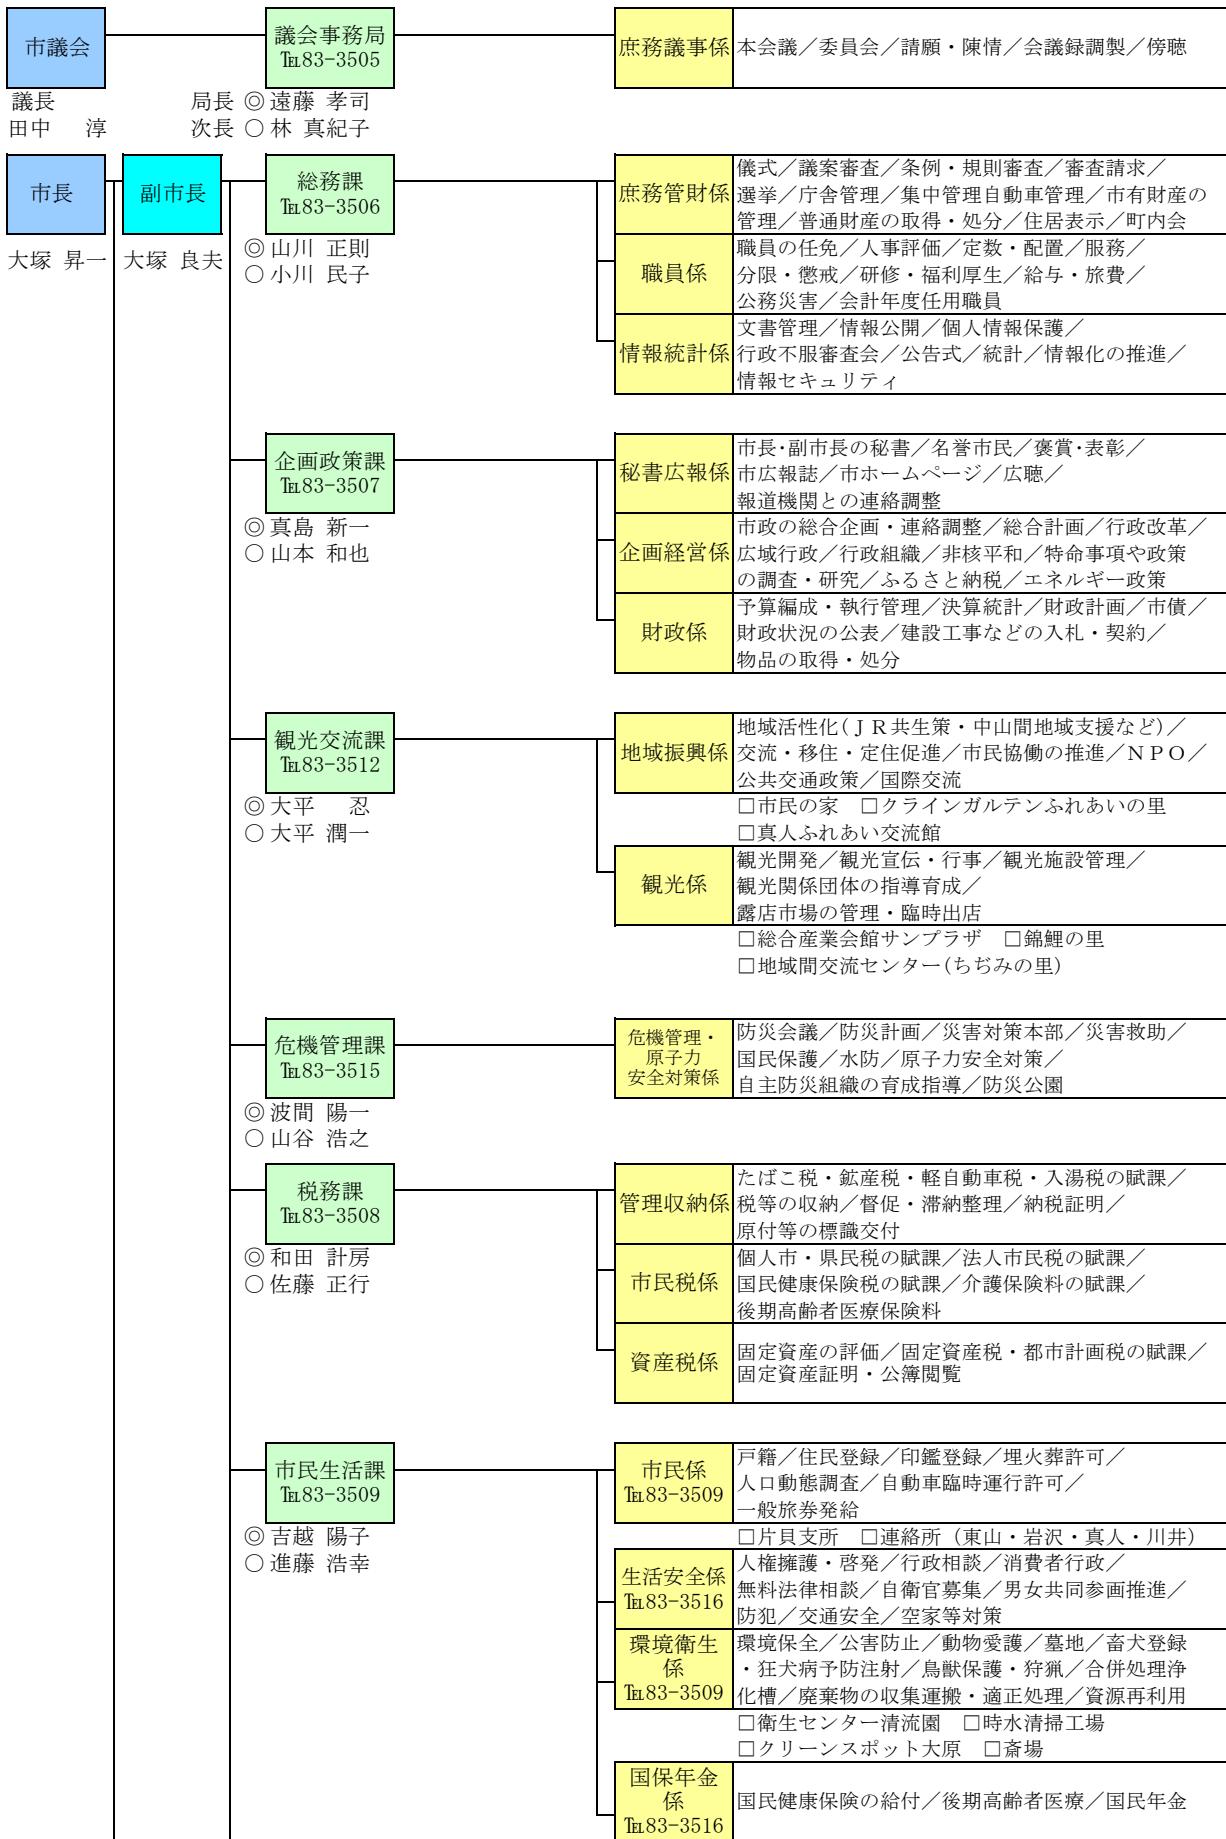 市議会
議会事務局
℡83-3505
庶務議事係
本会議／委員会／請願・陳情／会議録調製／傍聴
議長
田中　淳
局長 ◎ 遠藤 孝司
次長 ○ 林 真紀子
市長
副市長
総務課
℡83-3506
大塚 昇一
大塚 良夫
◎ 山川 正則
○ 小川 民子
庶務管財係
儀式／議案審査／条例・規則審査／審査請求／
選挙／庁舎管理／集中管理自動車管理／市有財産の
管理／普通財産の取得・処分／住居表示／町内会
職員係
職員の任免／人事評価／定数・配置／服務／
分限・懲戒／研修・福利厚生／給与・旅費／
公務災害／会計年度任用職員
情報統計係
文書管理／情報公開／個人情報保護／
行政不服審査会／公告式／統計／情報化の推進／
情報セキュリティ
企画政策課
℡83-3507
◎ 真島 新一
○ 山本 和也
秘書広報係
市長・副市長の秘書／名誉市民／褒賞・表彰／
市広報誌／市ホームページ／広聴／
報道機関との連絡調整
企画経営係
市政の総合企画・連絡調整／総合計画／行政改革／
広域行政／行政組織／非核平和／特命事項や政策
の調査・研究／ふるさと納税／エネルギー政策
財政係
予算編成・執行管理／決算統計／財政計画／市債／
財政状況の公表／建設工事などの入札・契約／
物品の取得・処分
観光交流課
℡83-3512
◎ 大平　忍
○ 大平 潤一
地域振興係
地域活性化(ＪＲ共生策・中山間地域支援など)／
交流・移住・定住促進／市民協働の推進／ＮＰＯ／
公共交通政策／国際交流
□市民の家　□クラインガルテンふれあいの里
□真人ふれあい交流館
観光係
観光開発／観光宣伝・行事／観光施設管理／
観光関係団体の指導育成／
露店市場の管理・臨時出店
□総合産業会館サンプラザ　□錦鯉の里
□地域間交流センター(ちぢみの里)
危機管理課
℡83-3515
◎ 波間 陽一
○ 山谷 浩之
危機管理・
原子力
安全対策係
防災会議／防災計画／災害対策本部／災害救助／
国民保護／水防／原子力安全対策／
自主防災組織の育成指導／防災公園
税務課
℡83-3508
◎ 和田 計房
○ 佐藤 正行
管理収納係
たばこ税・鉱産税・軽自動車税・入湯税の賦課／
税等の収納／督促・滞納整理／納税証明／
原付等の標識交付
市民税係
個人市・県民税の賦課／法人市民税の賦課／
国民健康保険税の賦課／介護保険料の賦課／
後期高齢者医療保険料
資産税係
固定資産の評価／固定資産税・都市計画税の賦課／
固定資産証明・公簿閲覧
市民生活課
℡83-3509
◎ 吉越 陽子
○ 進藤 浩幸
市民係
℡83-3509
戸籍／住民登録／印鑑登録／埋火葬許可／
人口動態調査／自動車臨時運行許可／
一般旅券発給
□片貝支所　□連絡所（東山・岩沢・真人・川井）
生活安全係
℡83-3516
人権擁護・啓発／行政相談／消費者行政／
無料法律相談／自衛官募集／男女共同参画推進／
防犯／交通安全／空家等対策
環境衛生
係
℡83-3509
環境保全／公害防止／動物愛護／墓地／畜犬登録
・狂犬病予防注射／鳥獣保護・狩猟／合併処理浄
化槽／廃棄物の収集運搬・適正処理／資源再利用
□衛生センター清流園　□時水清掃工場
□クリーンスポット大原　□斎場
国保年金
係
℡83-3516
国民健康保険の給付／後期高齢者医療／国民年金